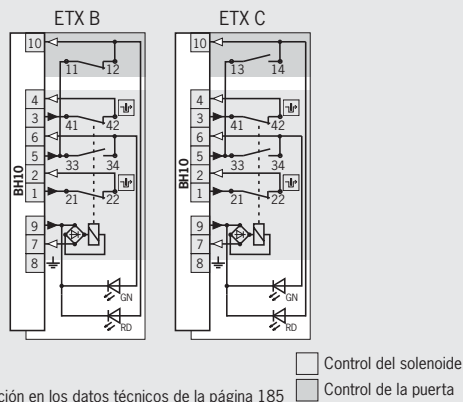 ETX B
ETX C
BH10
10
11 12
4
3
41 42
6
5
33 34
2
1
21 22
9
7
8
GN
RD
BH10
10
13 14
4
3
41 42
6
5
33 34
2
1
21 22
9
7
8
GN
RD
Control del solenoide
Control de la puerta
ción en los datos técnicos de la página 185